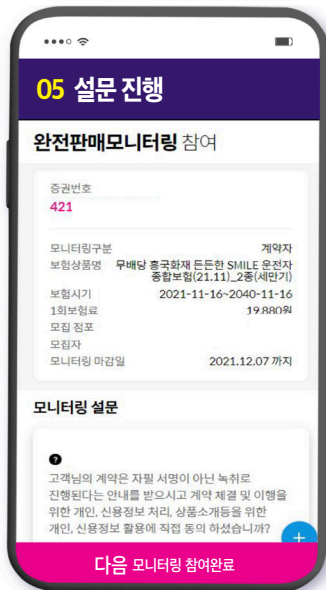 05 설문 진행
완전판매모니터링 참여
증권번호
421
모니터링구분 계약자
보험상품명 무배당 흥국화재 든든한 SMILE 운전자
종합보험(21.11)_2종(세만기)
보험시기 2021-11-16~2040-11-16
1회보험료 19,880원
모집 점포
모집자
모니터링 마감일 2021.12.07 까지
모니터링 설문
?
고객님의 계약은 자필 서명이 아닌 녹취로
진행된다는 안내를 받으시고 계약 체결 및 이행을
위한 개인, 신용정보 처리, 상품소개등을 위한
개인, 신용정보 활용에 직접 동의 하셨습니까?
+
다음 모니터링 참여완료